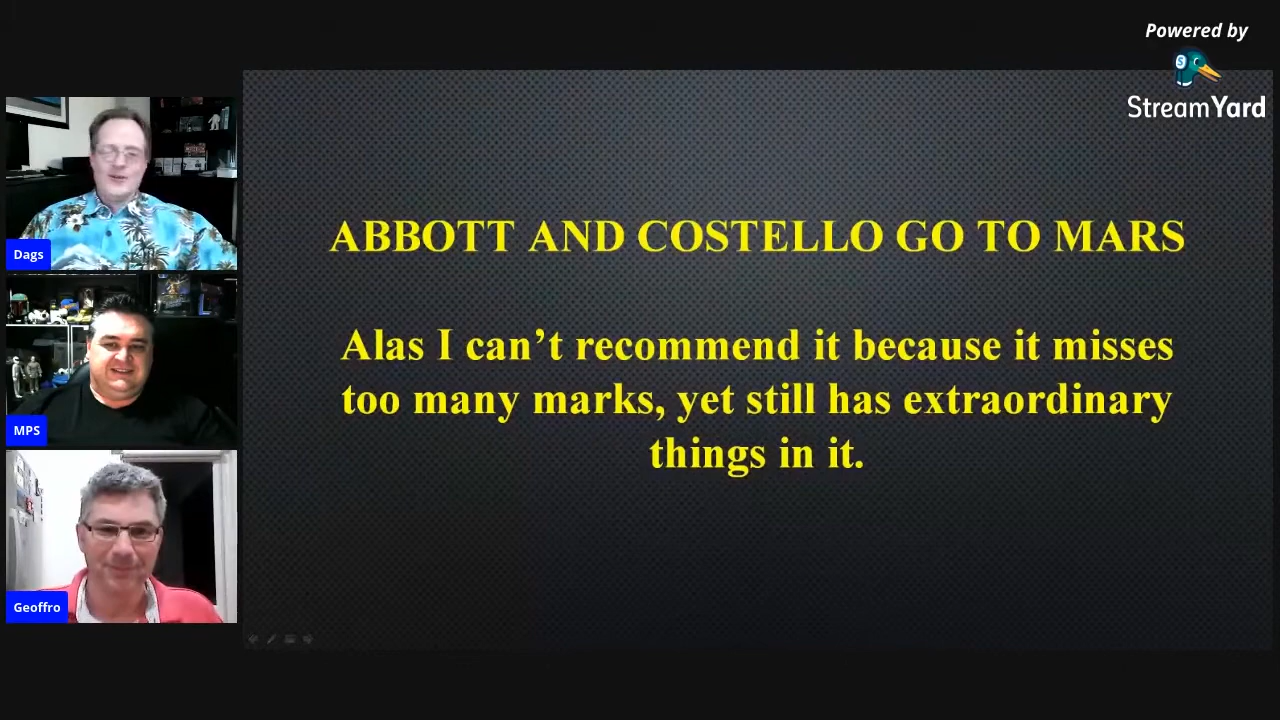 Powered by
StreamYard
ABBOTT AND COSTELLO GO TO MARS
Alas I can’t recommend it because it misses
too many marks, yet still has extraordinary
things in it.
Dags
MPS
Geoffro